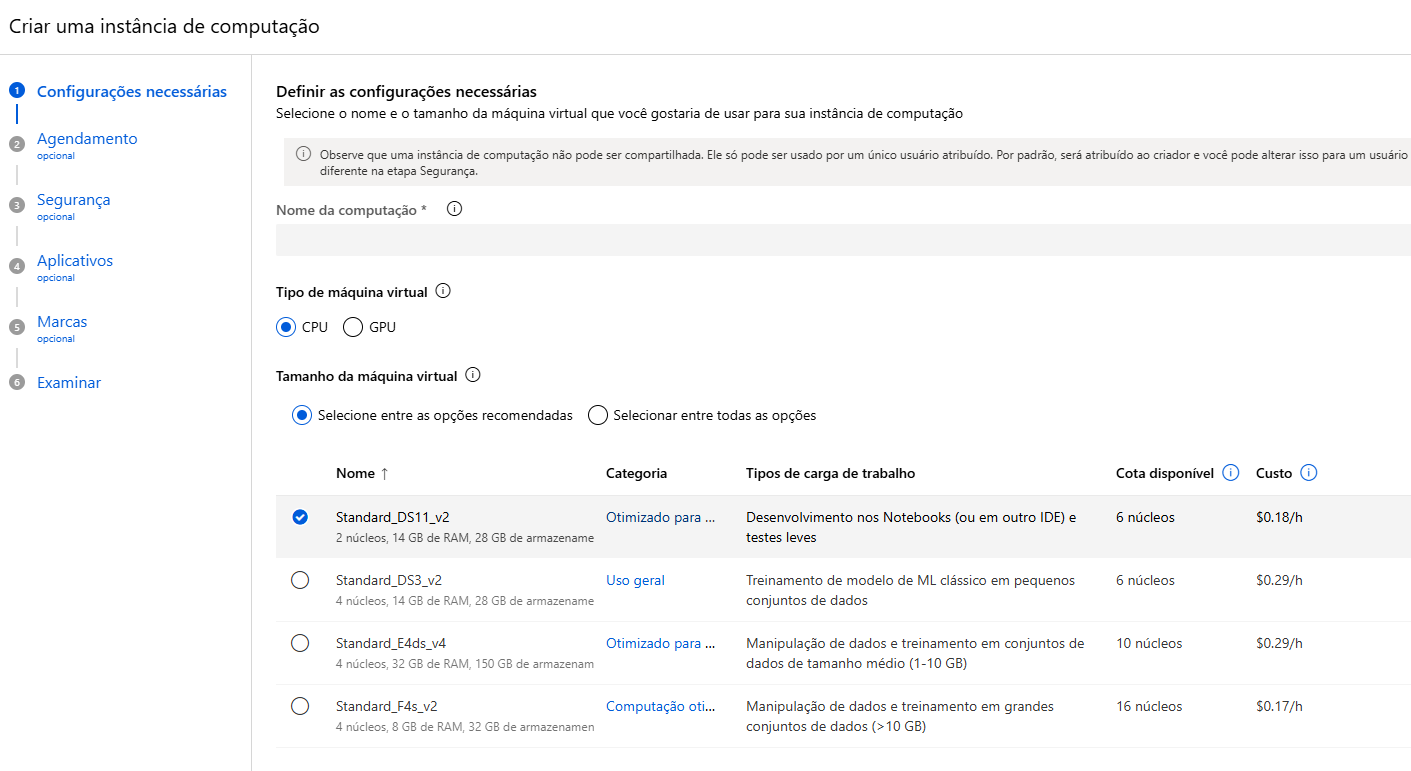 Criar uma instância de computação
1 Configurações necessárias
2 Agendamento
opcional
3 Segurança
opcional
4 Aplicativos
opcional
5 Marcas
opcional
6 Examinar
Definir as configurações necessárias
Selecione o nome e o tamanho da máquina virtual que você gostaria de usar para sua instância de computação
Observe que uma instância de computação não pode ser compartilhada. Ele só pode ser usado por um único usuário atribuído. Por padrão, será atribuído ao criador e você pode alterar isso para um usuário
diferente na etapa Segurança.
Nome da computação *
Tipo de máquina virtual
CPU GPU
Tamanho da máquina virtual
Selecione entre as opções recomendadas Selecionar entre todas as opções
Nome ↑ Categoria Tipos de carga de trabalho Cota disponível Custo
Standard_DS11_v2 Otimizado para ... Desenvolvimento nos Notebooks (ou em outro IDE) e 6 núcleos $0.18/h
2 núcleos, 14 GB de RAM, 28 GB de armazename testes leves
Standard_DS3_v2 Uso geral Treinamento de modelo de ML clássico em pequenos 6 núcleos $0.29/h
4 núcleos, 14 GB de RAM, 28 GB de armazename conjuntos de dados
Standard_E4ds_v4 Otimizado para ... Manipulação de dados e treinamento em conjuntos de 10 núcleos $0.29/h
4 núcleos, 32 GB de RAM, 150 GB de armazenam dados de tamanho médio (1-10 GB)
Standard_F4s_v2 Computação oti... Manipulação de dados e treinamento em grandes 16 núcleos $0.17/h
4 núcleos, 8 GB de RAM, 32 GB de armazenamen conjuntos de dados (>10 GB)